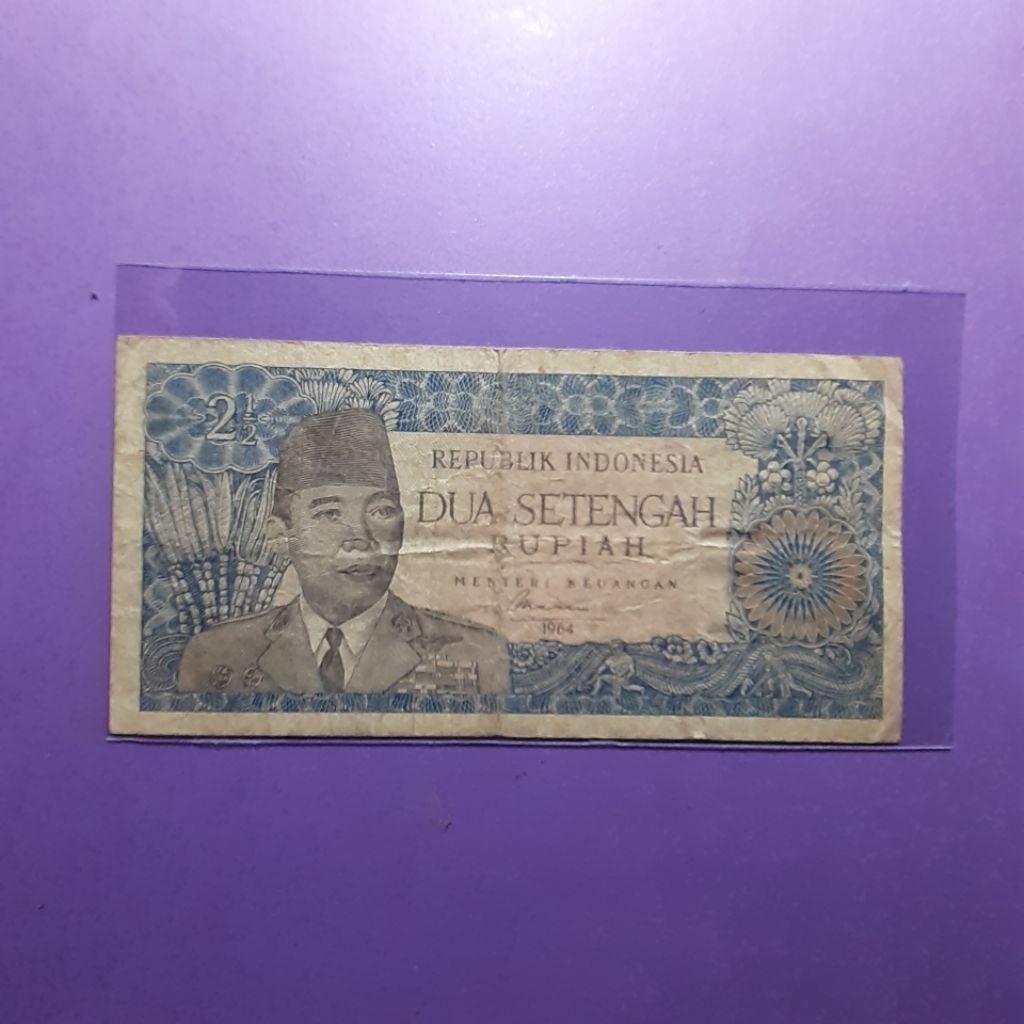 2½
REPUBLIK INDONESIA
DUA SETENGAH
RUPIAH
MENTERI KEUANGAN
1964